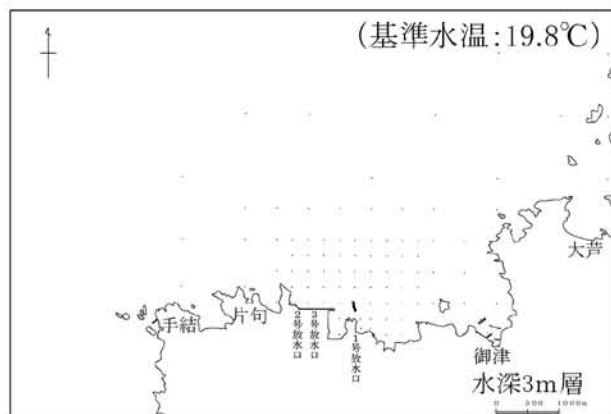 (基準水温:19.8℃)
大芦
手結
片句
2号放水口
3号放水口
1号放水口
御津
水深3m層
0 500 1000m